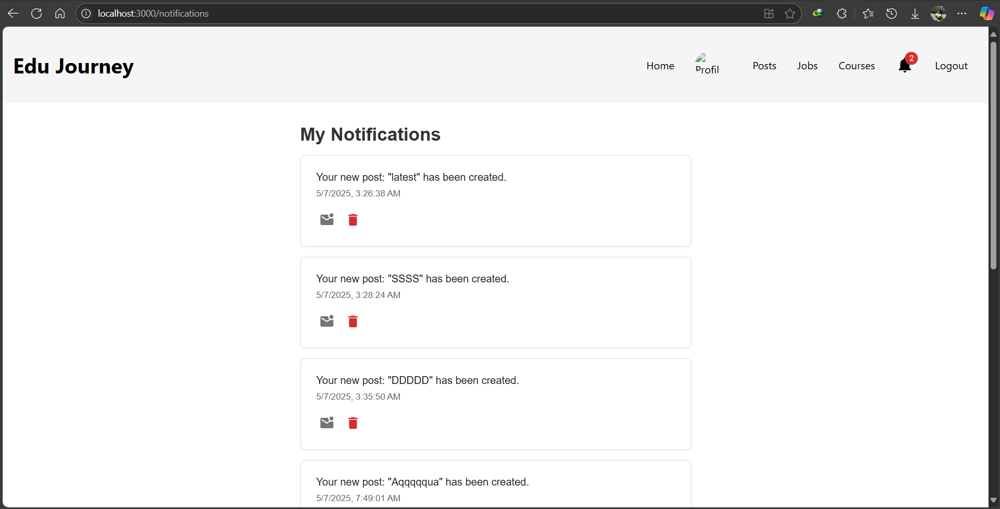 localhost:3000/notifications
Edu Journey
Home
Profil
Posts
Jobs
Courses
2
Logout
My Notifications
Your new post: "latest" has been created.
5/7/2025, 3:26:38 AM
Your new post: "SSSS" has been created.
5/7/2025, 3:28:24 AM
Your new post: "DDDDD" has been created.
5/7/2025, 3:35:50 AM
Your new post: "Aqqqqqua" has been created.
5/7/2025, 7:49:01 AM